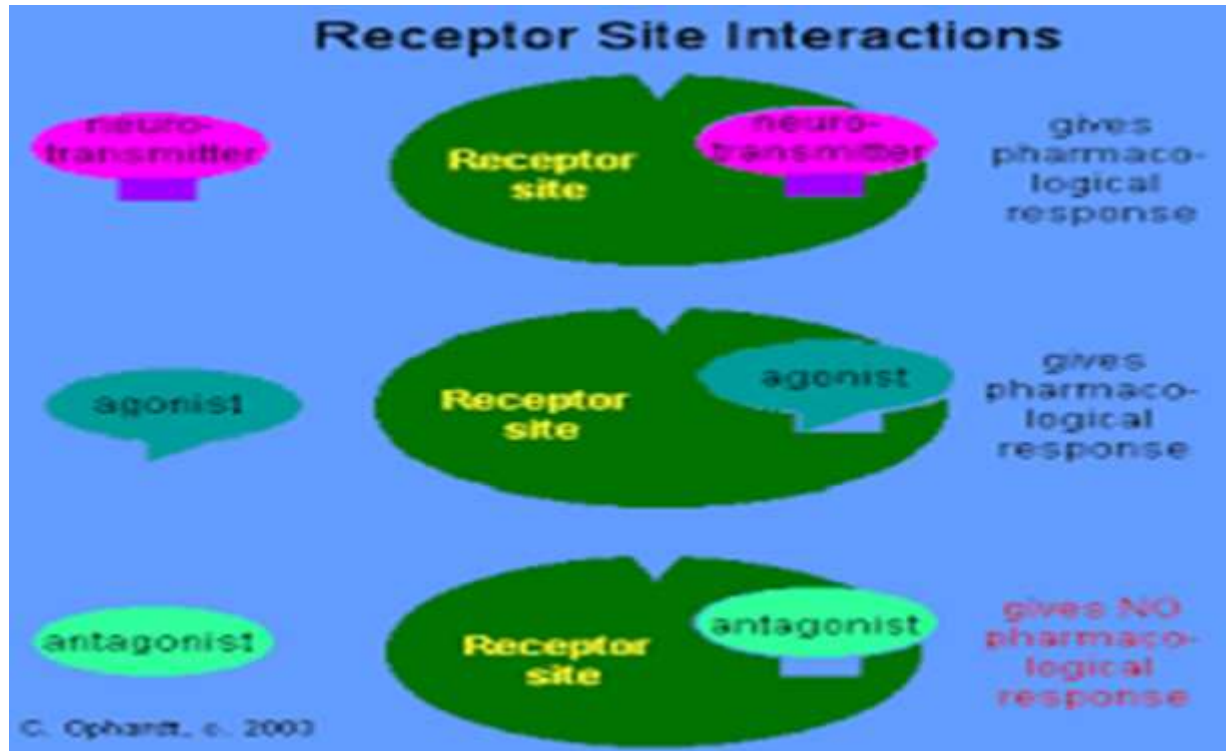 Receptor Site Interactions
neuro-
transmitter
Receptor
site
neuro-
transmitter
gives
pharmaco-
logical
response
agonist
Receptor
site
agonist
gives
pharmaco-
logical
response
antagonist
Receptor
site
antagonist
gives NO
pharmaco-
logical
response
C. Ophardt, c. 2003